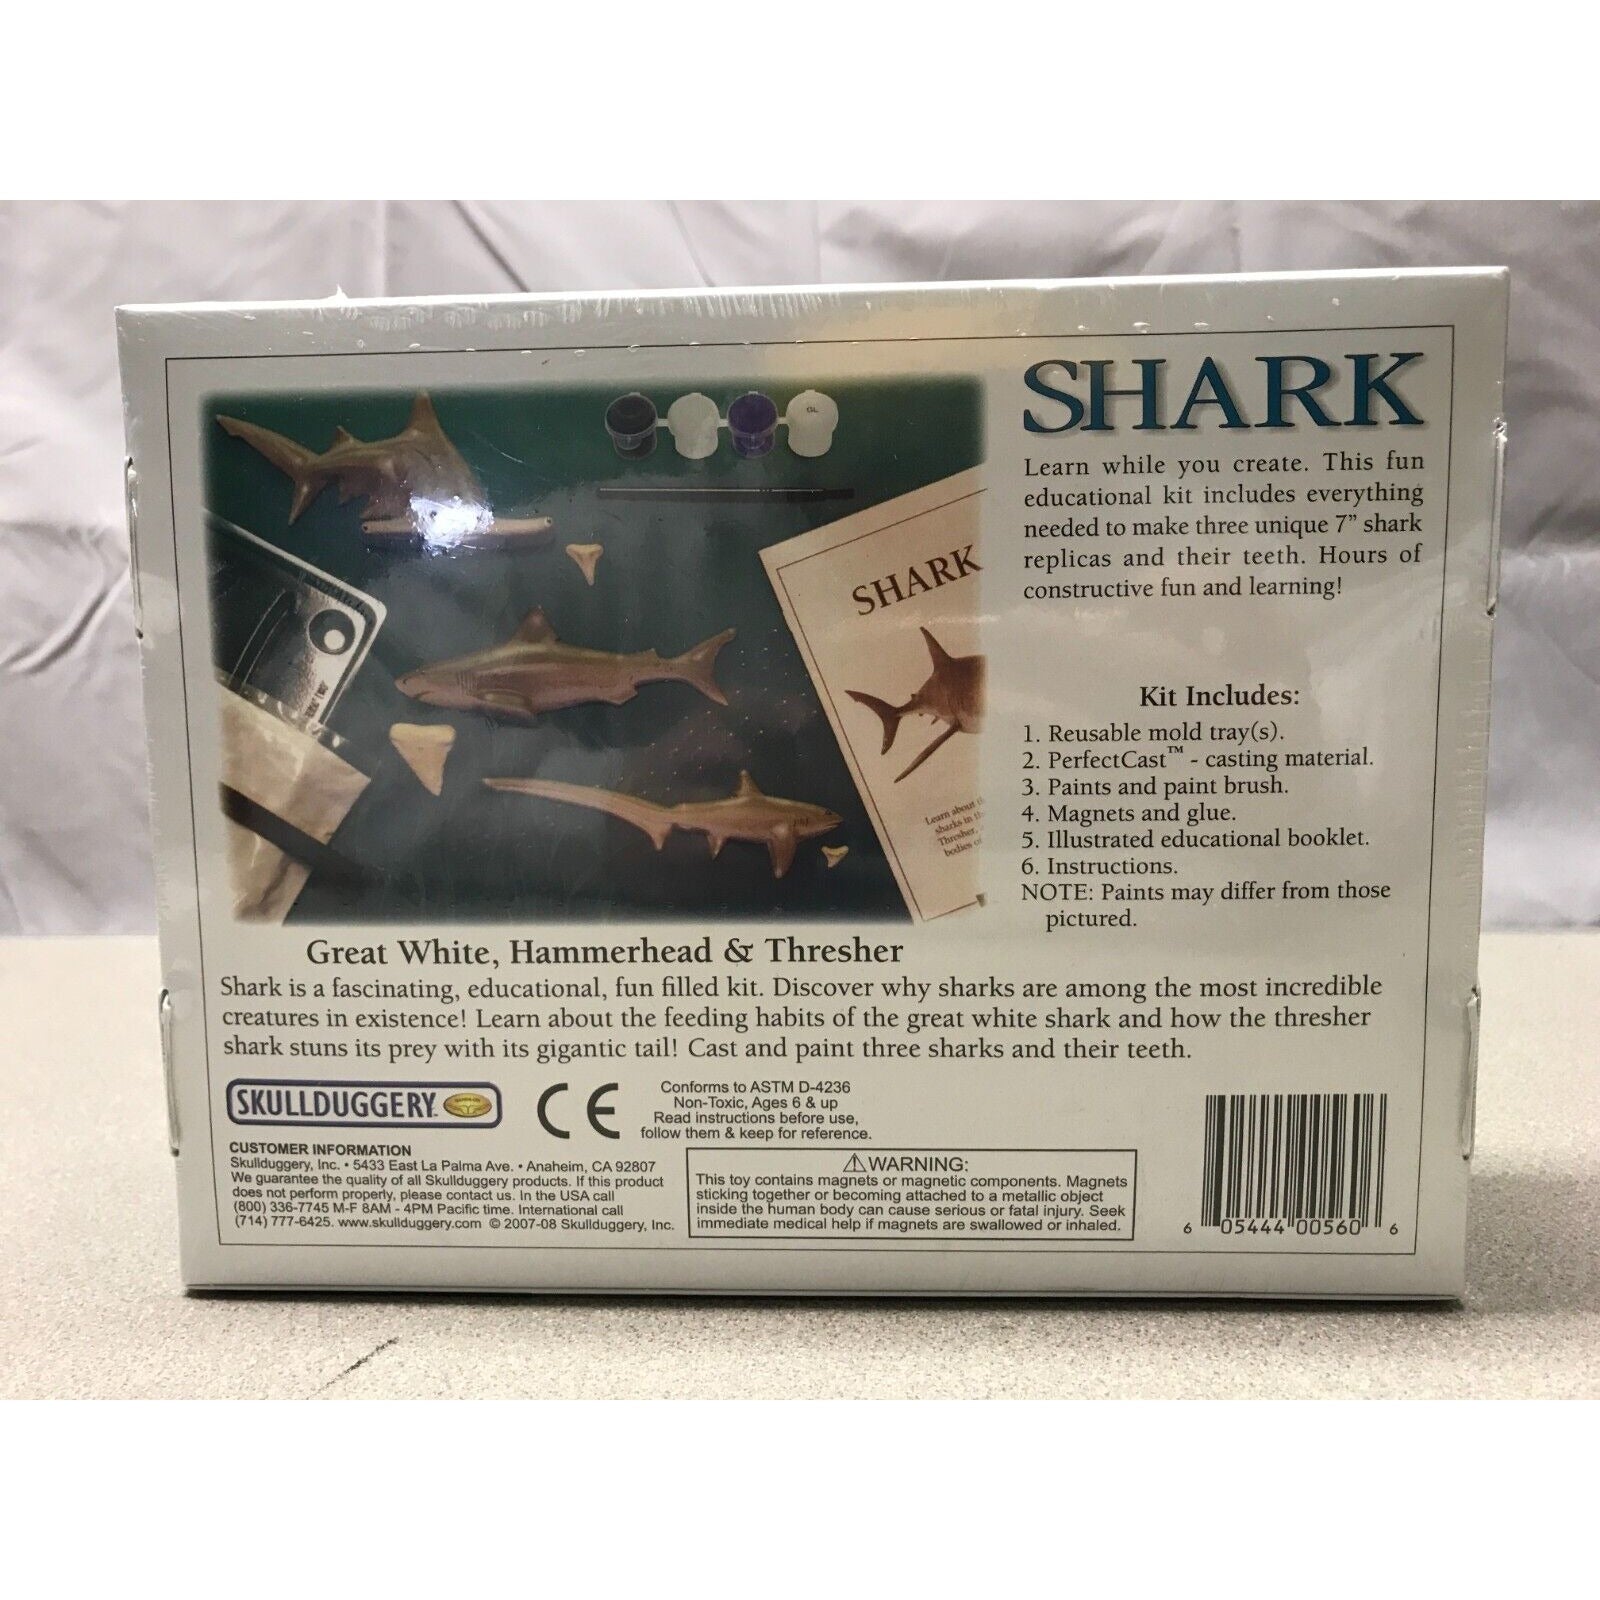 SHARK
Learn while you create. This fun
educational kit includes everything
needed to make three unique 7” shark
replicas and their teeth. Hours of
constructive fun and learning!
GL
SHARK
Learn about
sharks in
Thresher,
bodies of
Kit Includes:
1. Reusable mold tray(s).
2. PerfectCast™ - casting material.
3. Paints and paint brush.
4. Magnets and glue.
5. Illustrated educational booklet.
6. Instructions.
NOTE: Paints may differ from those
pictured.
Great White, Hammerhead & Thresher
Shark is a fascinating, educational, fun filled kit. Discover why sharks are among the most incredible
creatures in existence! Learn about the feeding habits of the great white shark and how the thresher
shark stuns its prey with its gigantic tail! Cast and paint three sharks and their teeth.
SKULLDUGGERY
CE
Conforms to ASTM D-4236
Non-Toxic, Ages 6 & up
Read instructions before use,
follow them & keep for reference.
CUSTOMER INFORMATION
Skullduggery, Inc. • 5433 East La Palma Ave. • Anaheim, CA 92807
We guarantee the quality of all Skullduggery products. If this product
does not perform properly, please contact us. In the USA call
(800) 336-7745 M-F 8AM - 4PM Pacific time. International call
(714) 777-6425. www.skullduggery.com © 2007-08 Skullduggery, Inc.
⚠WARNING:
This toy contains magnets or magnetic components. Magnets
sticking together or becoming attached to a metallic object
inside the human body can cause serious or fatal injury. Seek
immediate medical help if magnets are swallowed or inhaled.
6 05444 00560 6